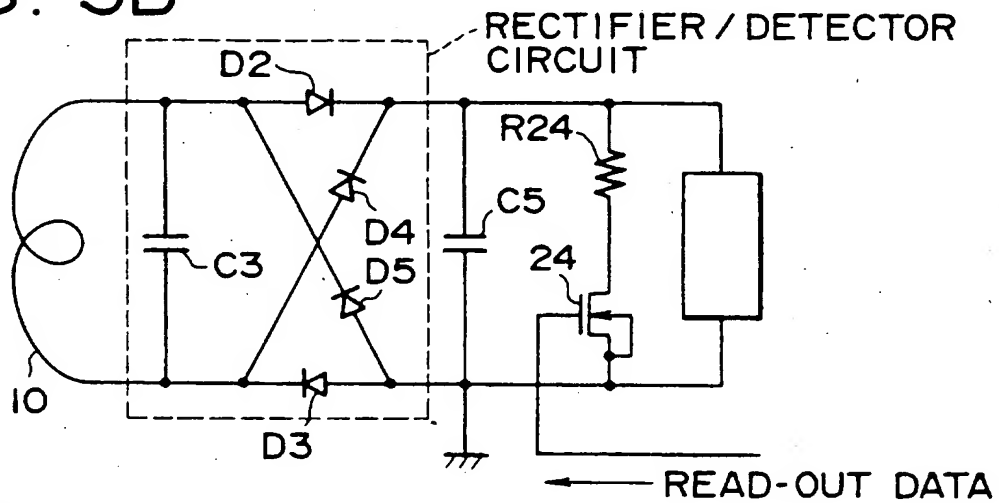 RECTIFIER / DETECTOR
CIRCUIT
D2
R24
D4
C5
C3
24
D5
10
D3
READ-OUT DATA